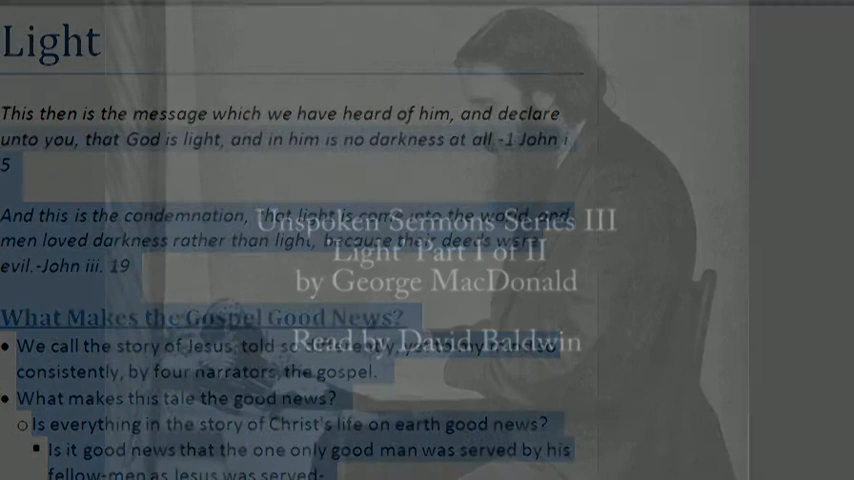 Light
This then is the message which we have heard of him, and declare
unto you, that God is light, and in him is no darkness at all.-1 John i.
5
And this is the condemnation, that light is come into the world, and
men loved darkness rather than light, because their deeds were
evil.-John iii. 19
Unspoken Sermons Series III
Light Part I of II
by George MacDonald
Read by David Baldwin
What Makes the Gospel Good News?
• We call the story of Jesus, told so
consistently, by four narrators, the gospel.
• What makes this tale the good news?
○ Is everything in the story of Christ's life on earth good news?
▪ Is it good news that the one only good man was served by his
fellow-men as Jesus was served-